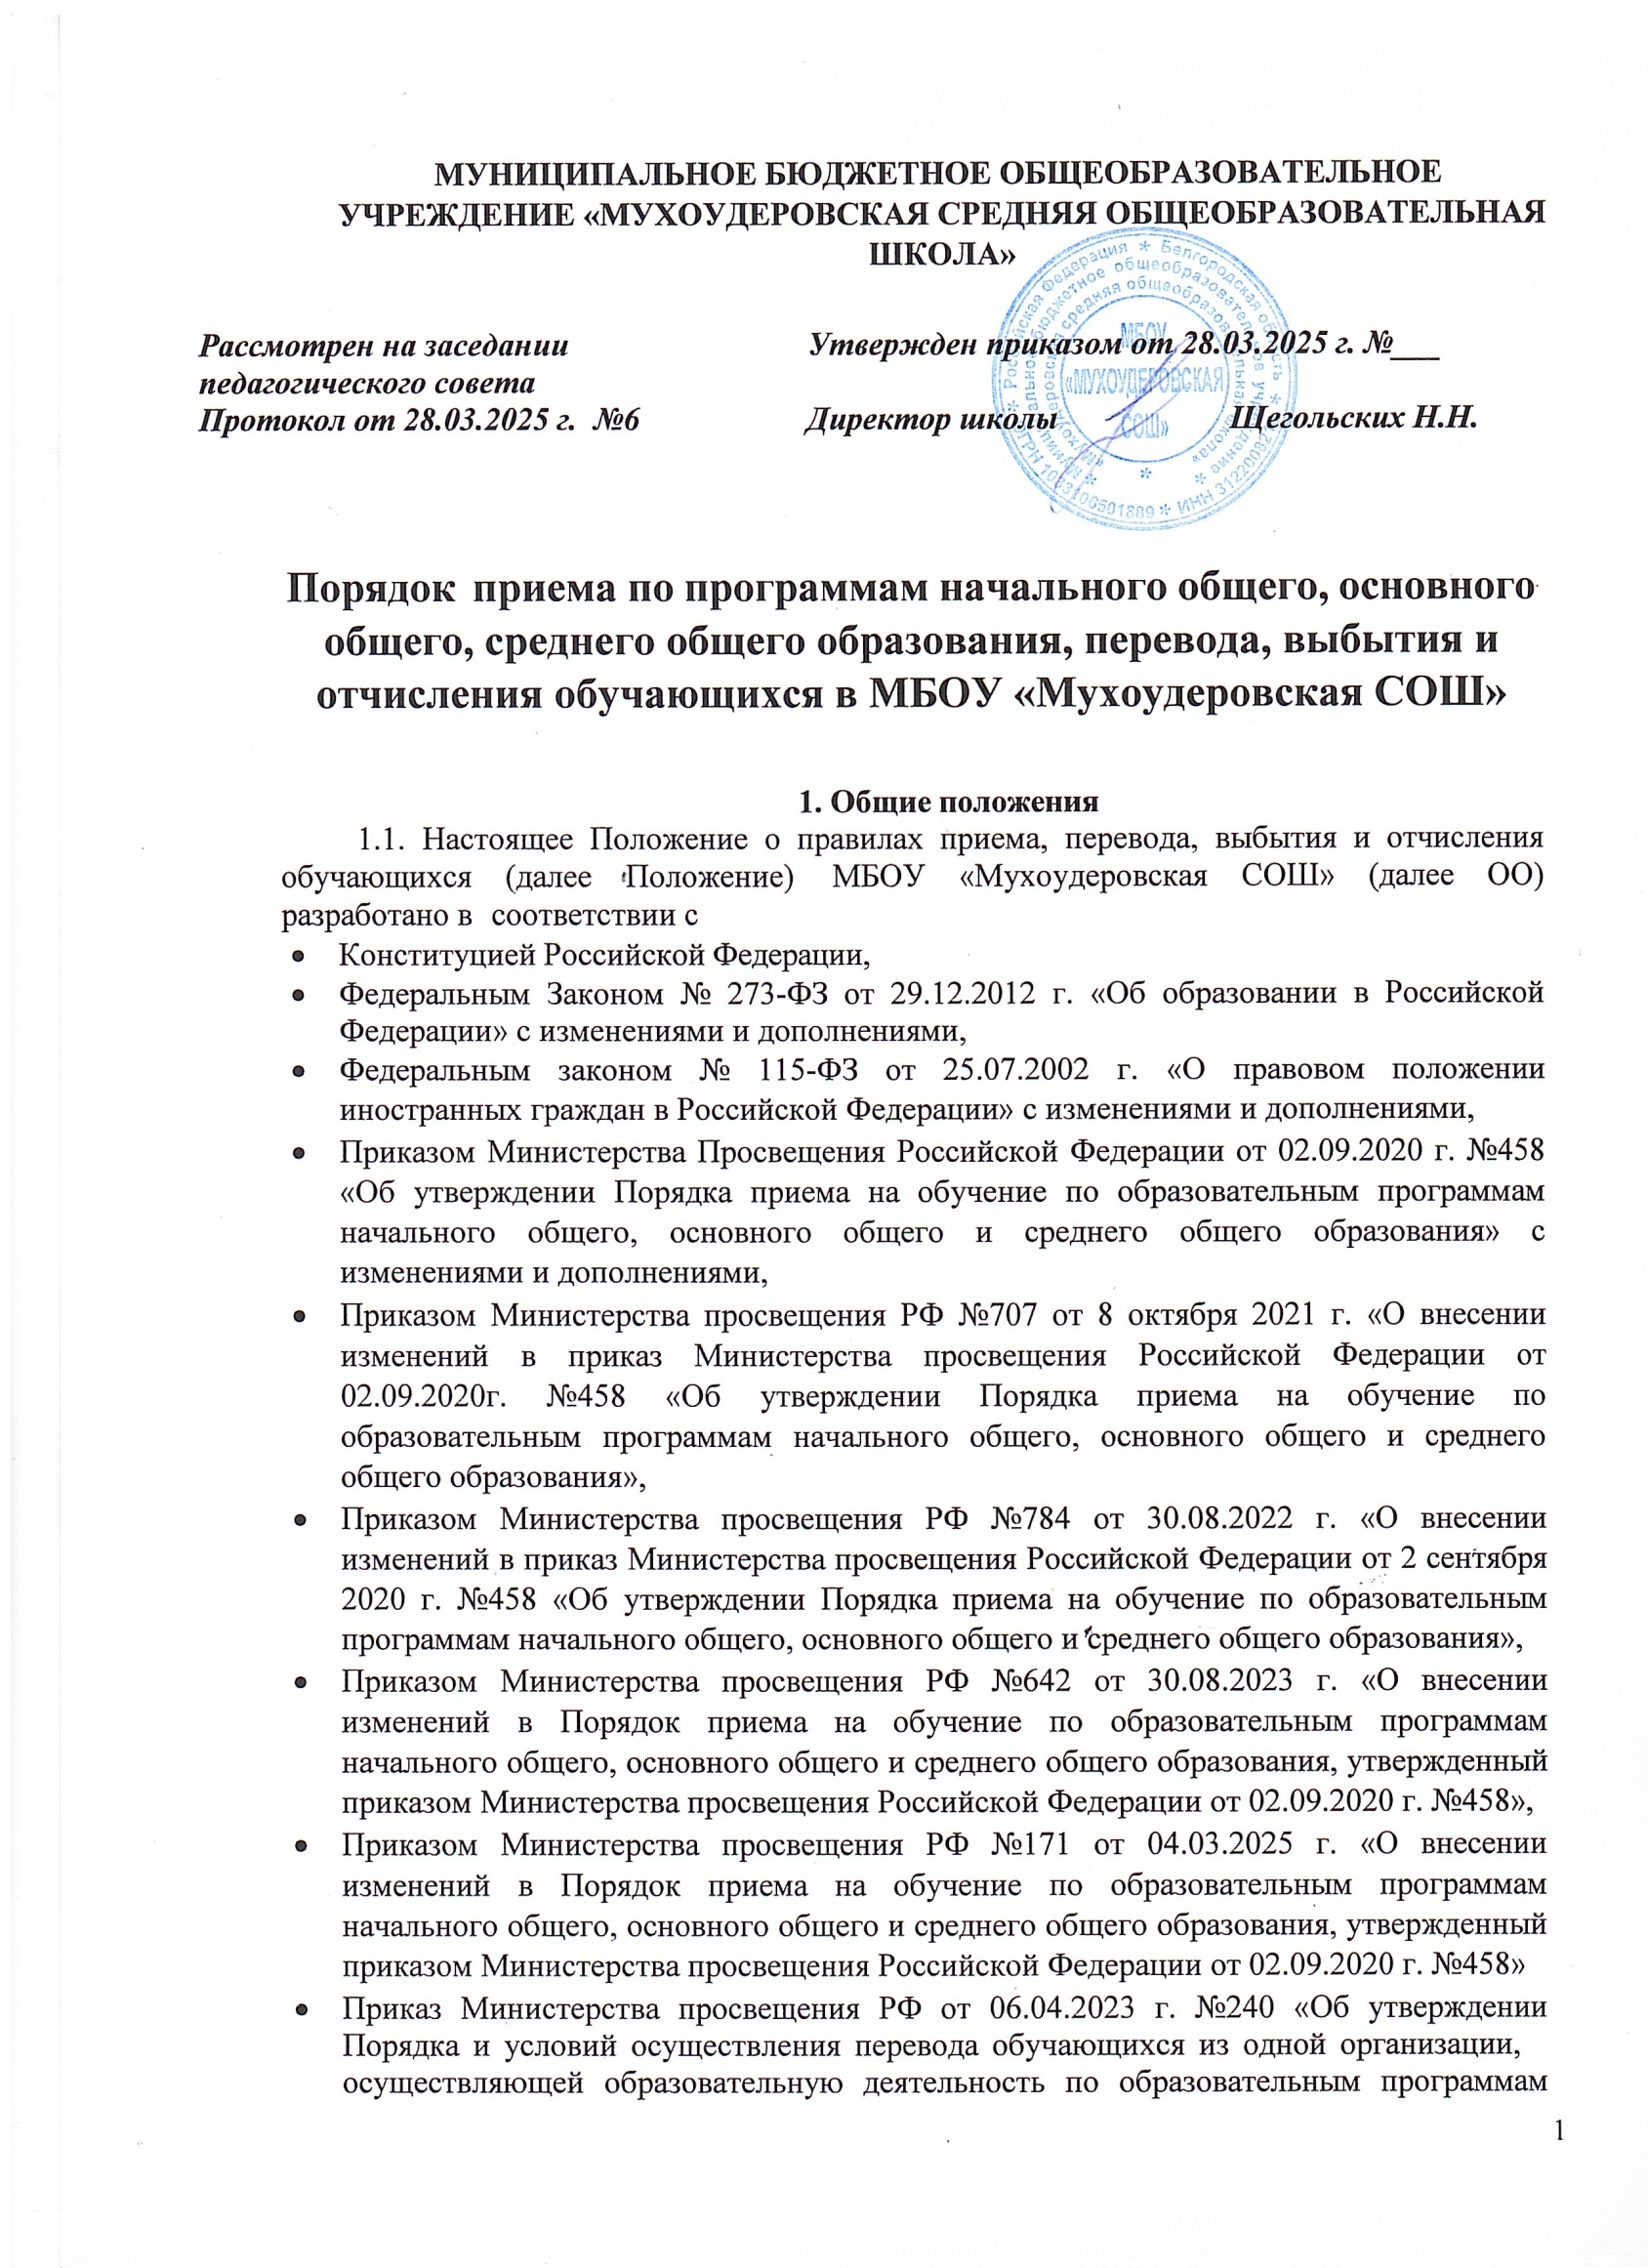 МУНИЦИПАЛЬНОЕ БЮДЖЕТНОЕ ОБЩЕОБРАЗОВАТЕЛЬНОЕ
УЧРЕЖДЕНИЕ «МУХОУДЕРОВСКАЯ СРЕДНЯЯ ОБЩЕОБРАЗОВАТЕЛЬНАЯ
ШКОЛА»
Рассмотрен на заседании
педагогического совета
Протокол от 28.03.2025 г. №6
Утвержден приказом от 28.03.2025 г. №___
Директор школы Щегольских Н.Н.
Российская Федерация * Белгородская область *
МБОУ
«МУХОУДЕРОВСКАЯ
СОШ»
Порядок приема по программам начального общего, основного
общего, среднего общего образования, перевода, выбытия и
отчисления обучающихся в МБОУ «Мухоудеровская СОШ»
1. Общие положения
1.1. Настоящее Положение о правилах приема, перевода, выбытия и отчисления
обучающихся (далее Положение) МБОУ «Мухоудеровская СОШ» (далее ОО)
разработано в соответствии с
• Конституцией Российской Федерации,
• Федеральным Законом № 273-ФЗ от 29.12.2012 г. «Об образовании в Российской
Федерации» с изменениями и дополнениями,
• Федеральным законом № 115-ФЗ от 25.07.2002 г. «О правовом положении
иностранных граждан в Российской Федерации» с изменениями и дополнениями,
• Приказом Министерства Просвещения Российской Федерации от 02.09.2020 г. №458
«Об утверждении Порядка приема на обучение по образовательным программам
начального общего, основного общего и среднего общего образования» с
изменениями и дополнениями,
• Приказом Министерства просвещения РФ №707 от 8 октября 2021 г. «О внесении
изменений в приказ Министерства просвещения Российской Федерации от
02.09.2020г. №458 «Об утверждении Порядка приема на обучение по
образовательным программам начального общего, основного общего и среднего
общего образования»,
• Приказом Министерства просвещения РФ №784 от 30.08.2022 г. «О внесении
изменений в приказ Министерства просвещения Российской Федерации от 2 сентября
2020 г. №458 «Об утверждении Порядка приема на обучение по образовательным
программам начального общего, основного общего и среднего общего образования»,
• Приказом Министерства просвещения РФ №642 от 30.08.2023 г. «О внесении
изменений в Порядок приема на обучение по образовательным программам
начального общего, основного общего и среднего общего образования, утвержденный
приказом Министерства просвещения Российской Федерации от 02.09.2020 г. №458»,
• Приказом Министерства просвещения РФ №171 от 04.03.2025 г. «О внесении
изменений в Порядок приема на обучение по образовательным программам
начального общего, основного общего и среднего общего образования, утвержденный
приказом Министерства просвещения Российской Федерации от 02.09.2020 г. №458»
• Приказ Министерства просвещения РФ от 06.04.2023 г. №240 «Об утверждении
Порядка и условий осуществления перевода обучающихся из одной организации,
осуществляющей образовательную деятельность по образовательным программам
1